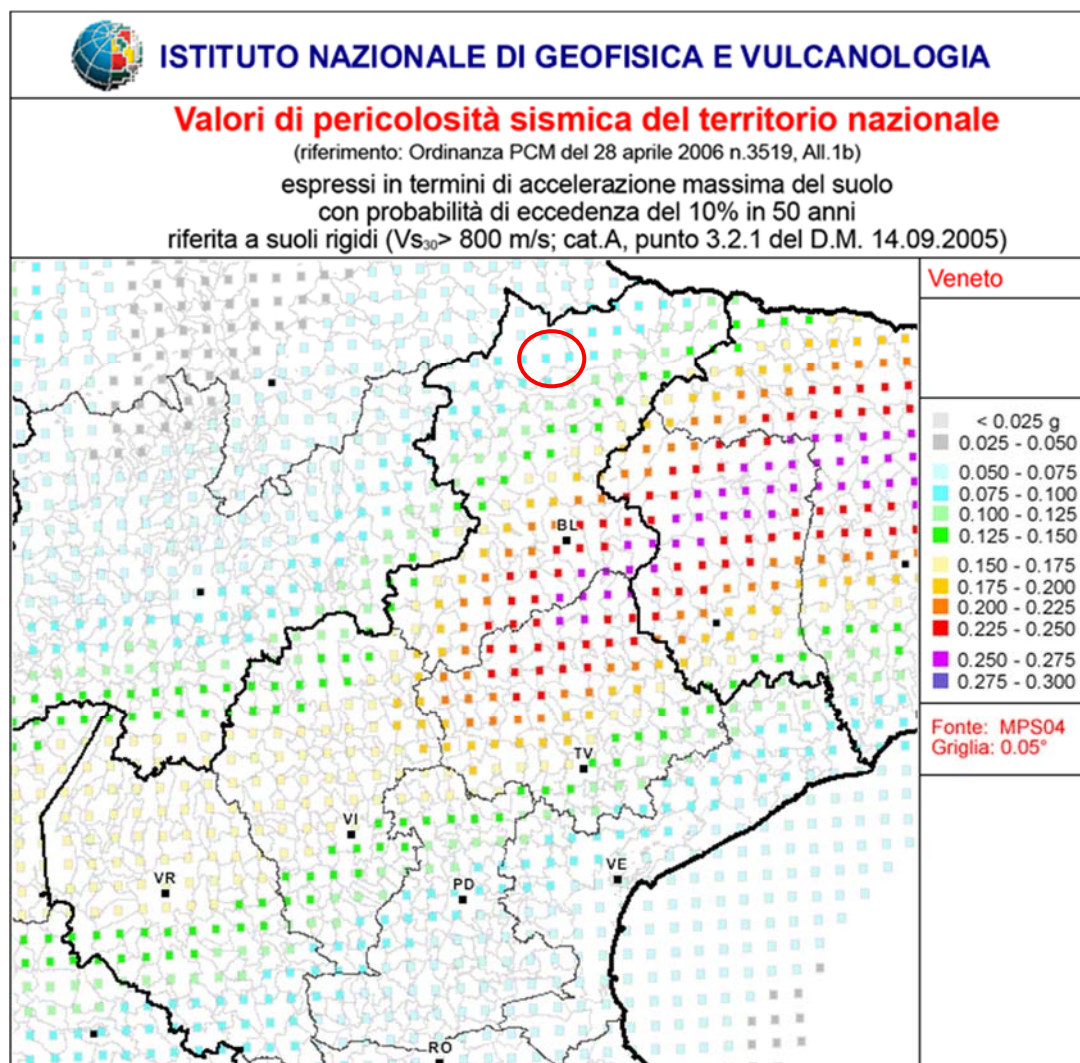 ISTITUTO NAZIONALE DI GEOFISICA E VULCANOLOGIA
Valori di pericolosità sismica del territorio nazionale
(riferimento: Ordinanza PCM del 28 aprile 2006 n.3519, All.1b)
espressi in termini di accelerazione massima del suolo
con probabilità di eccedenza del 10% in 50 anni
riferita a suoli rigidi (Vs₃₀> 800 m/s; cat.A, punto 3.2.1 del D.M. 14.09.2005)
Veneto
< 0.025 g
0.025 - 0.050
0.050 - 0.075
0.075 - 0.100
0.100 - 0.125
0.125 - 0.150
0.150 - 0.175
0.175 - 0.200
0.200 - 0.225
0.225 - 0.250
0.250 - 0.275
0.275 - 0.300
Fonte: MPS04
Griglia: 0.05°
BL
TV
VI
VE
VR
PD
RO